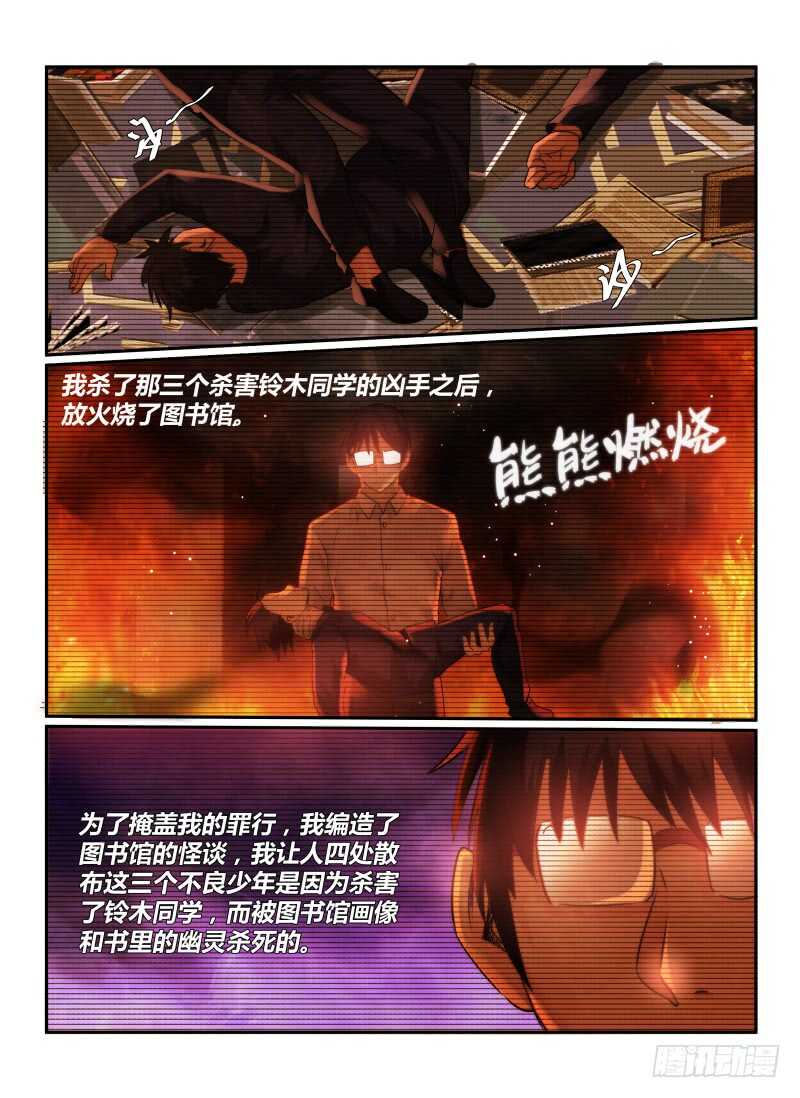 我杀了那三个杀害铃木同学的凶手之后，
放火烧了图书馆。
熊熊燃烧
为了掩盖我的罪行，我编造了
图书馆的怪谈，我让人四处散
布这三个不良少年是因为杀害
了铃木同学，而被图书馆画像
和书里的幽灵杀死的。
腾讯动漫